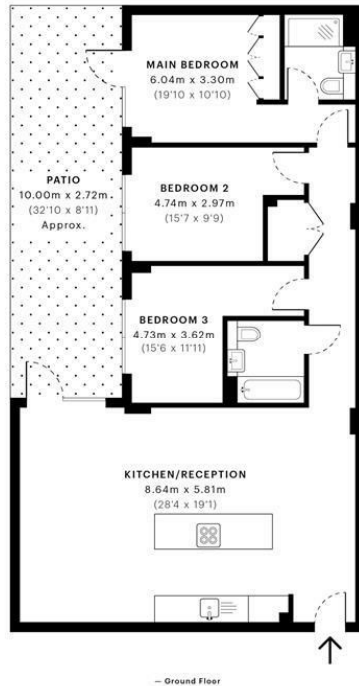 MAIN BEDROOM
6.04m x 3.30m
(19'10 x 10'10)
PATIO
10.00m x 2.72m
(32'10 x 8'11)
Approx.
BEDROOM 2
4.74m x 2.97m
(15'7 x 9'9)
BEDROOM 3
4.73m x 3.62m
(15'6 x 11'11)
KITCHEN/RECEPTION
8.64m x 5.81m
(28'4 x 19'1)
— Ground Floor